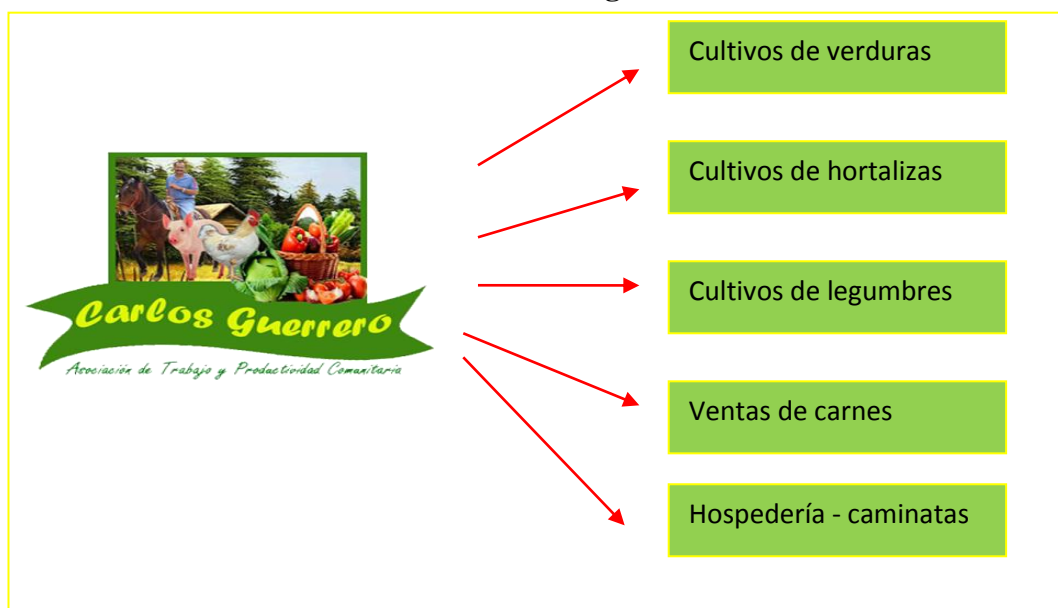 Cultivos de verduras
Cultivos de hortalizas
Carlos Guerrero
Asociación de Trabajo y Productividad Comunitaria
Cultivos de legumbres
Ventas de carnes
Hospedería - caminatas